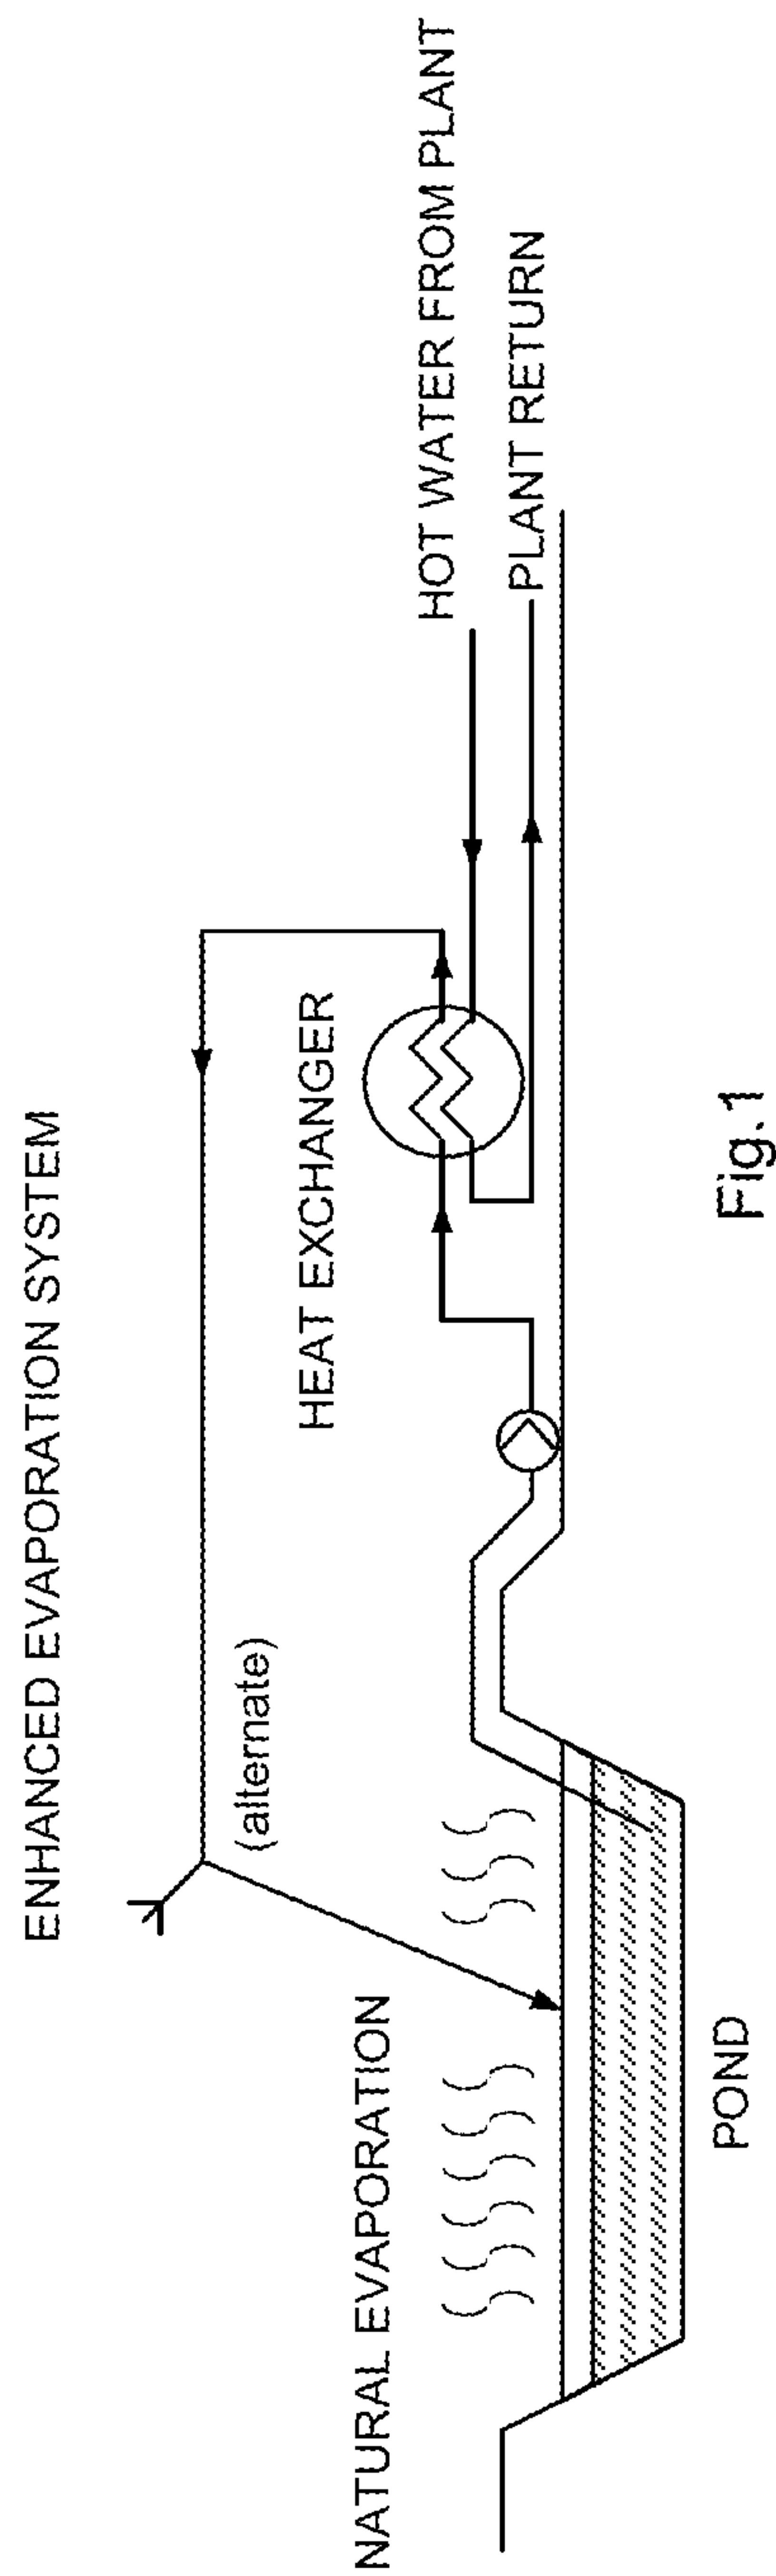 ENHANCED EVAPORATION SYSTEM
(alternate)
HEAT EXCHANGER
NATURAL EVAPORATION
HOT WATER FROM PLANT
PLANT RETURN
POND
Fig.1